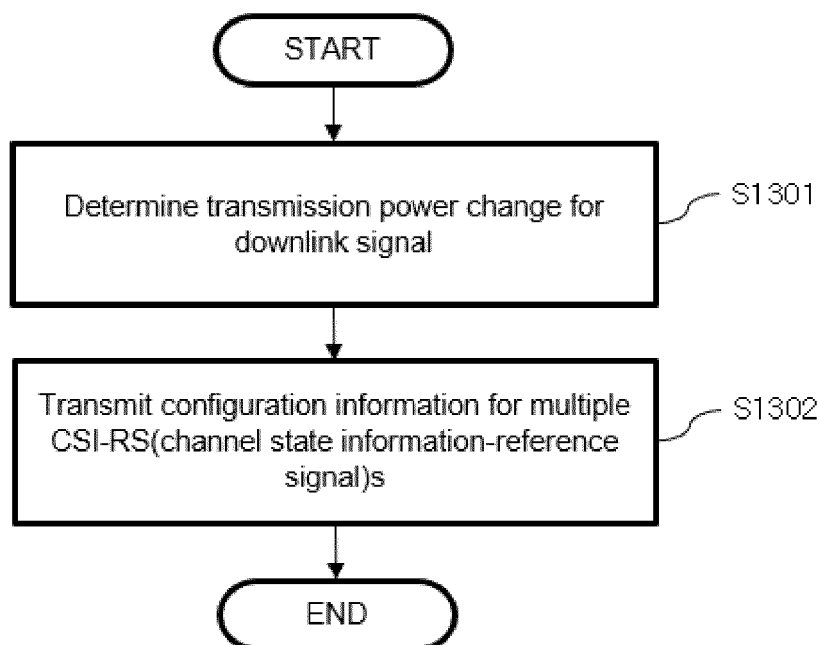 START
Determine transmission power change for
downlink signal
S1301
Transmit configuration information for multiple
CSI-RS(channel state information-reference
signal)s
S1302
END